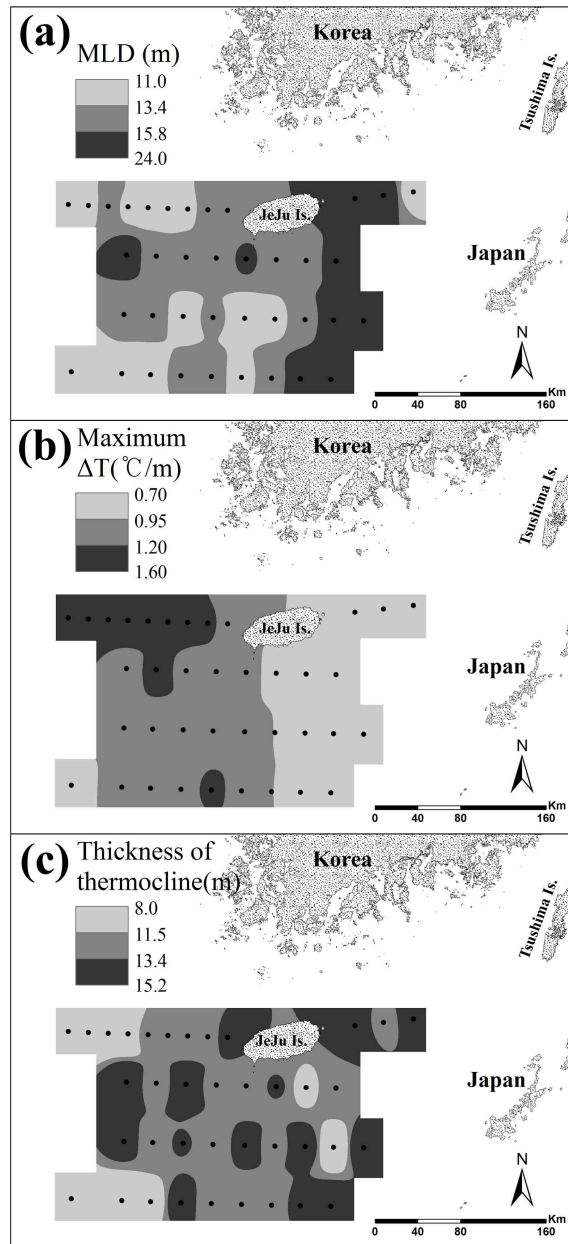 (a)
MLD (m)
11.0
13.4
15.8
24.0
Korea
Tsushima Is.
JeJu Is.
Japan
N
Km
0 40 80 160
(b)
Maximum
ΔT(℃/m)
0.70
0.95
1.20
1.60
Korea
Tsushima Is.
JeJu Is.
Japan
N
Km
0 40 80 160
(c)
Thickness of
thermocline(m)
8.0
11.5
13.4
15.2
Korea
Tsushima Is.
JeJu Is.
Japan
N
Km
0 40 80 160